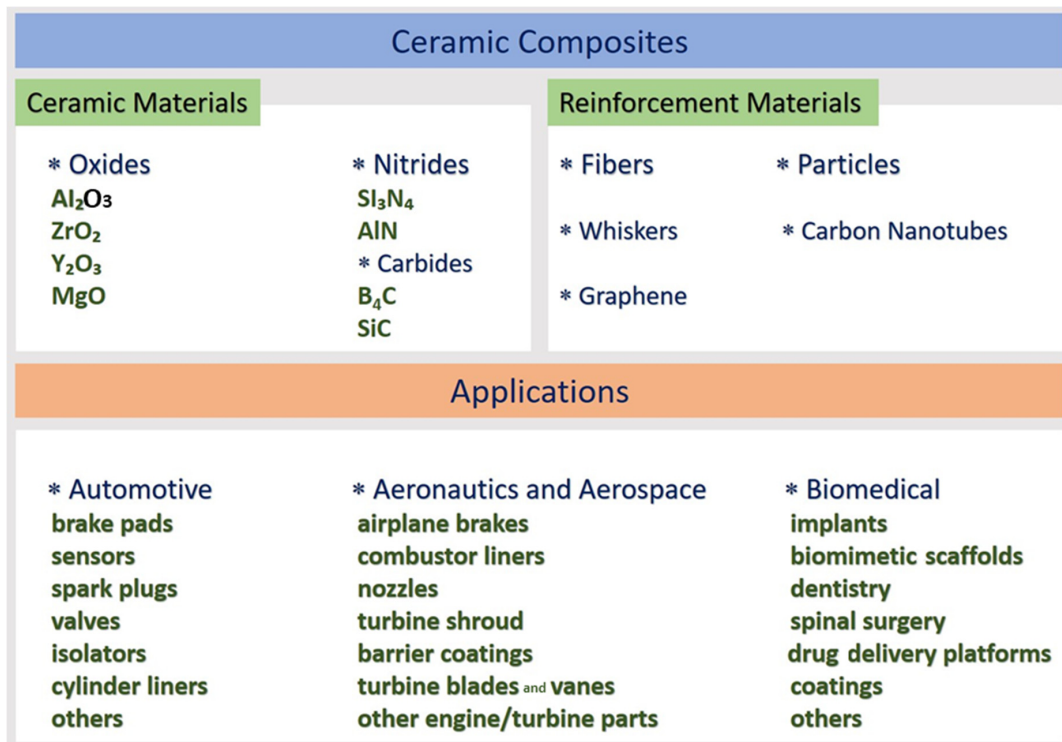 Ceramic Composites
Ceramic Materials
* Oxides
Al₂O₃
ZrO₂
Y₂O₃
MgO
* Nitrides
SI₃N₄
AlN
* Carbides
B₄C
SiC
Reinforcement Materials
* Fibers
* Particles
* Whiskers
* Carbon Nanotubes
* Graphene
Applications
* Automotive
brake pads
sensors
spark plugs
valves
isolators
cylinder liners
others
* Aeronautics and Aerospace
airplane brakes
combustor liners
nozzles
turbine shroud
barrier coatings
turbine blades and vanes
other engine/turbine parts
* Biomedical
implants
biomimetic scaffolds
dentistry
spinal surgery
drug delivery platforms
coatings
others